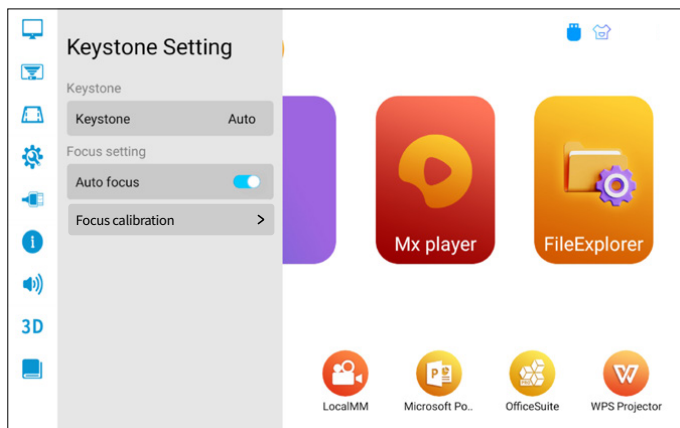 Keystone Setting
Keystone
Keystone Auto
Focus setting
Auto focus
Focus calibration >
3D
Mx player
FileExplorer
LocalMM
Microsoft Po..
OfficeSuite
WPS Projector